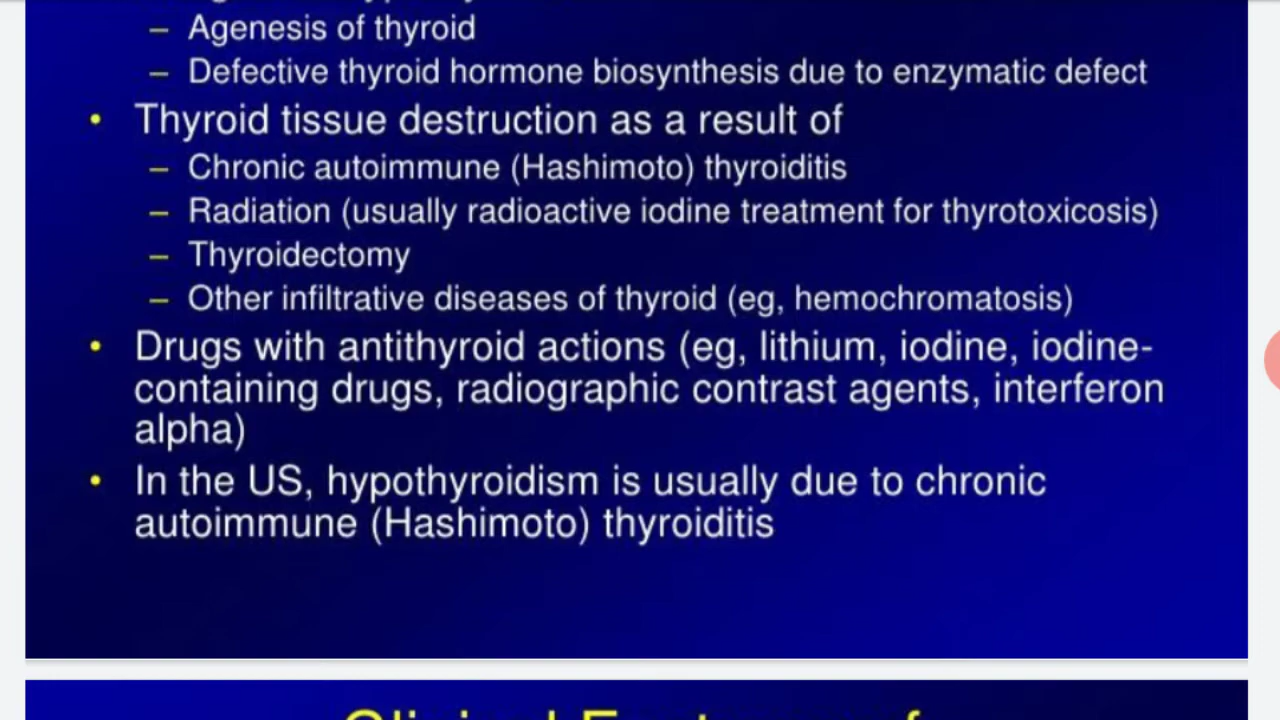 – Agenesis of thyroid
– Defective thyroid hormone biosynthesis due to enzymatic defect
• Thyroid tissue destruction as a result of
– Chronic autoimmune (Hashimoto) thyroiditis
– Radiation (usually radioactive iodine treatment for thyrotoxicosis)
– Thyroidectomy
– Other infiltrative diseases of thyroid (eg, hemochromatosis)
• Drugs with antithyroid actions (eg, lithium, iodine, iodine-
containing drugs, radiographic contrast agents, interferon
alpha)
• In the US, hypothyroidism is usually due to chronic
autoimmune (Hashimoto) thyroiditis